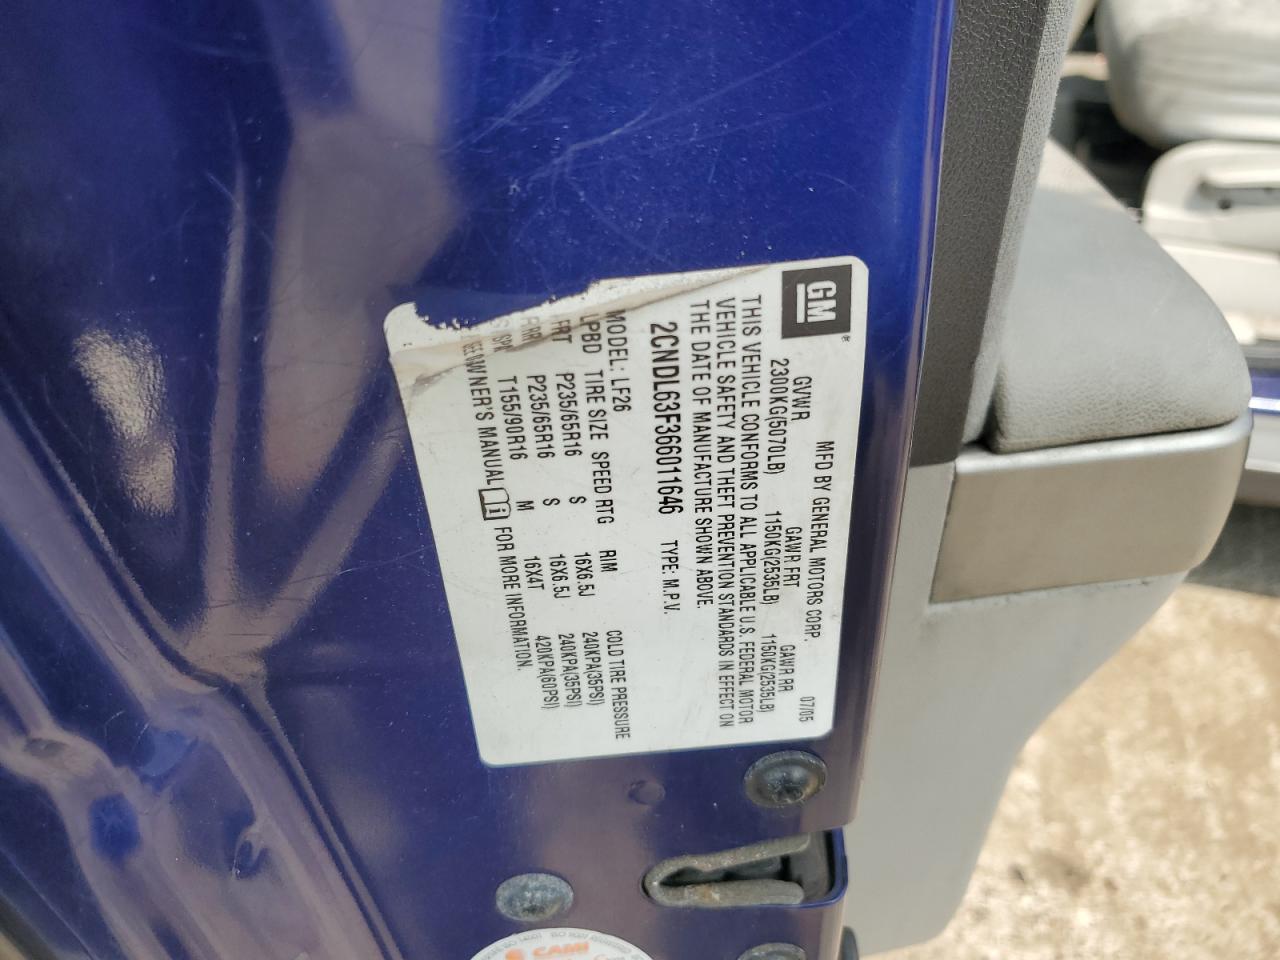 GM
MFD BY GENERAL MOTORS CORP. 07/05
GVWR GAWR FRT GAWR RR
2300KG(5070LB) 1150KG(2535LB) 1150KG(2535LB)
THIS VEHICLE CONFORMS TO ALL APPLICABLE U.S. FEDERAL MOTOR
VEHICLE SAFETY AND THEFT PREVENTION STANDARDS IN EFFECT ON
THE DATE OF MANUFACTURE SHOWN ABOVE.
2CNDL63F366011646 TYPE: M.P.V.
MODEL: LF26
LPBD TIRE SIZE SPEED RTG RIM COLD TIRE PRESSURE
FRT P235/65R16 S 16X6.5J 240KPA(35PSI)
RR P235/65R16 S 16X6.5J 240KPA(35PSI)
SPR T155/90R16 M 16X4T 420KPA(60PSI)
OWNER'S MANUAL i FOR MORE INFORMATION.
CAMI